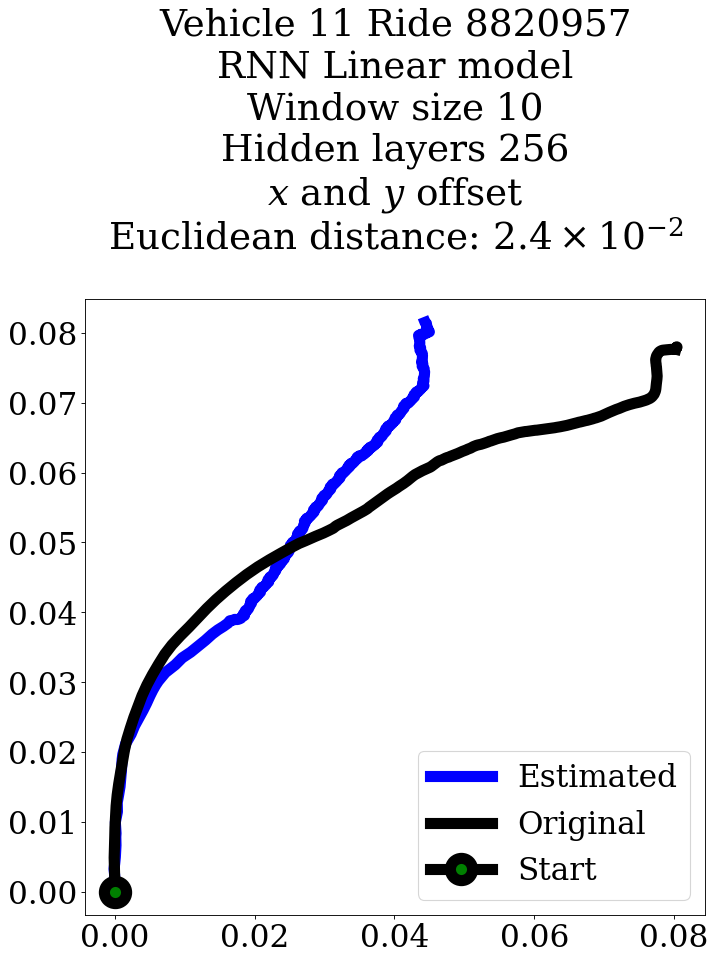 Vehicle 11 Ride 8820957
RNN Linear model
Window size 10
Hidden layers 256
x and y offset
Euclidean distance: 2.4 × 10⁻²
0.08
0.07
0.06
0.05
0.04
0.03
0.02
0.01
0.00
Estimated
Original
Start
0.00 0.02 0.04 0.06 0.08